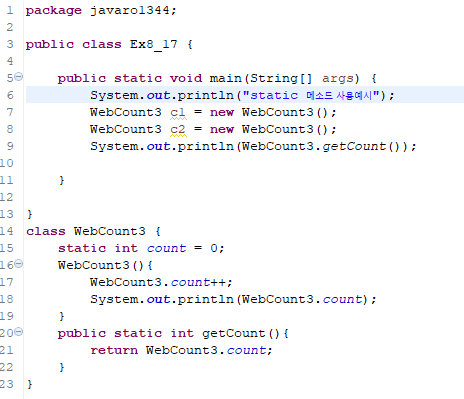 1 package javaro1344;
2
3 public class Ex8_17 {
4
5 public static void main(String[] args) {
6 System.out.println("static 메소드 사용예시");
7 WebCount3 c1 = new WebCount3();
8 WebCount3 c2 = new WebCount3();
9 System.out.println(WebCount3.getCount());
10
11 }
12
13 }
14 class WebCount3 {
15 static int count = 0;
16 WebCount3(){
17 WebCount3.count++;
18 System.out.println(WebCount3.count);
19 }
20 public static int getCount(){
21 return WebCount3.count;
22 }
23 }